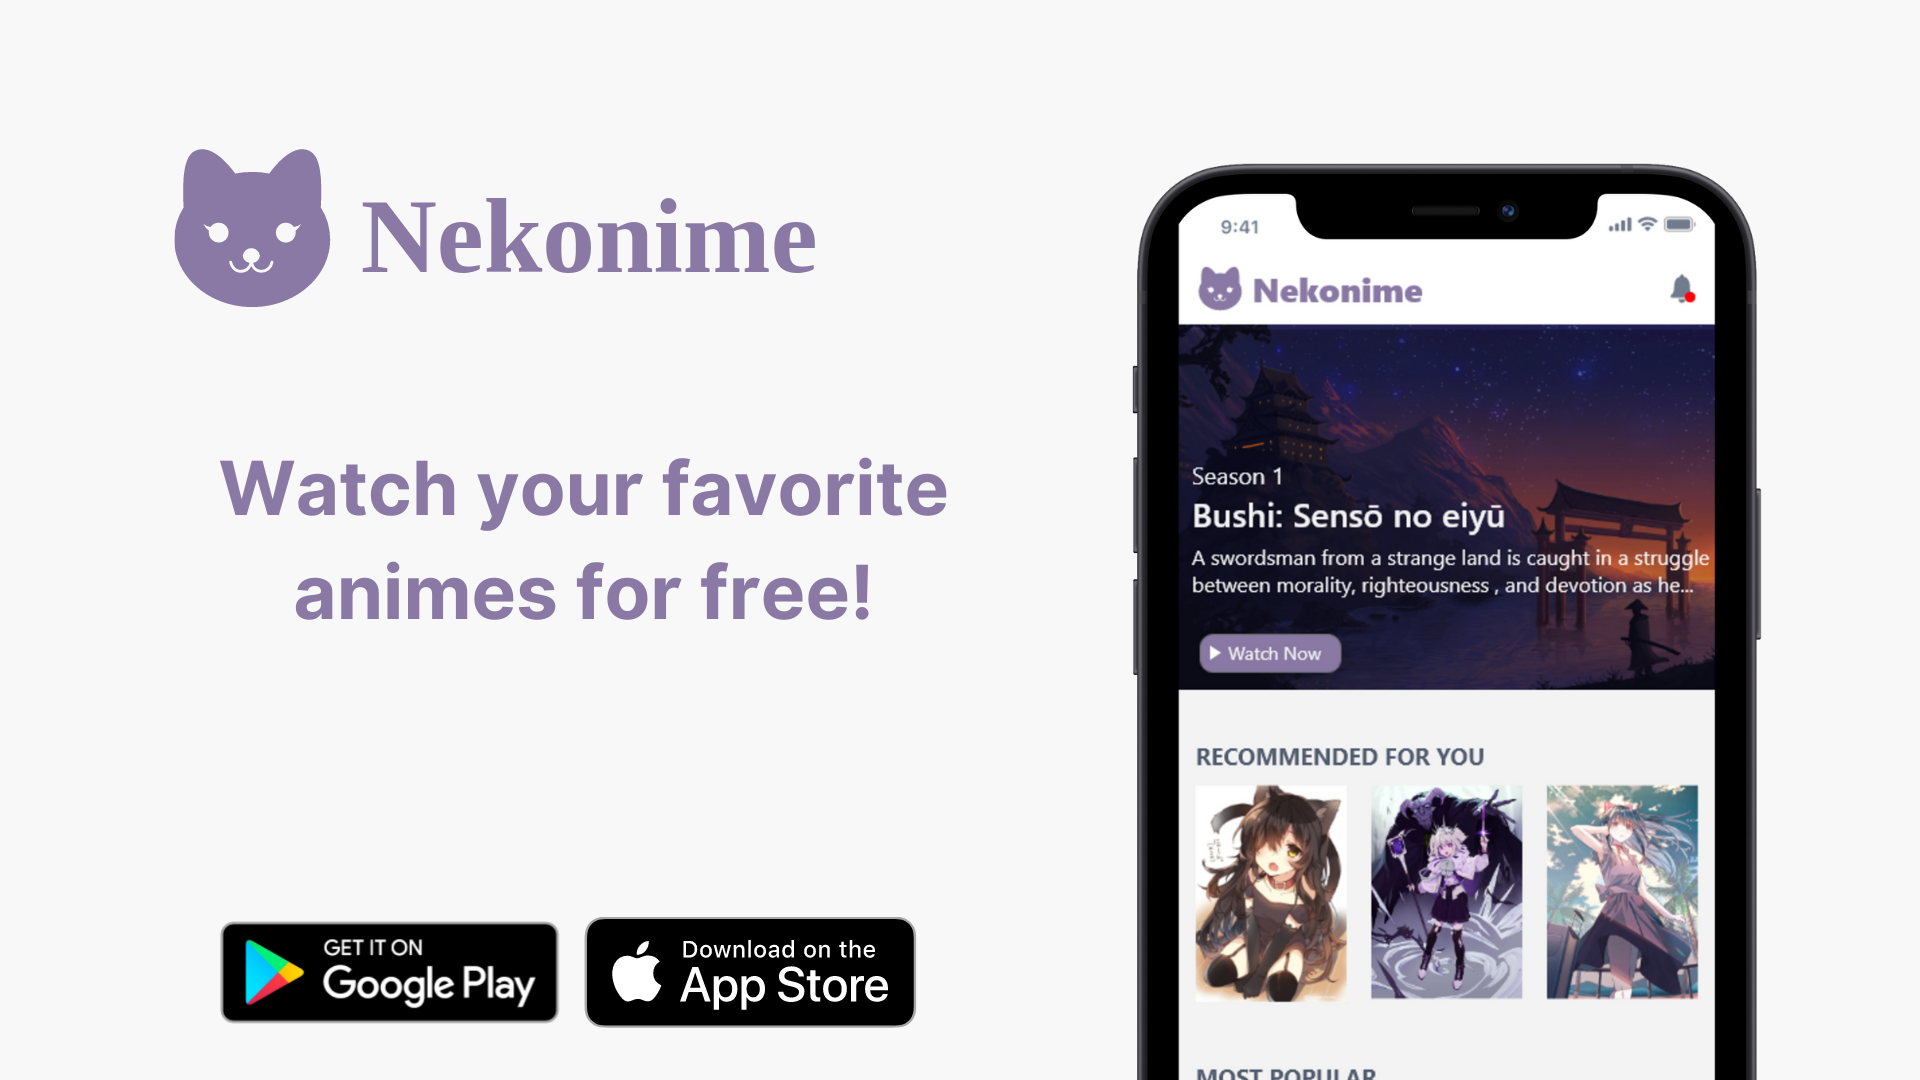 Nekonime
Watch your favorite
animes for free!
GET IT ON
Google Play
Download on the
App Store
9:41
Nekonime
Season 1
Bushi: Sensō no eiyū
A swordsman from a strange land is caught in a struggle
between morality, righteousness , and devotion as he...
Watch Now
RECOMMENDED FOR YOU
MOST POPULAR